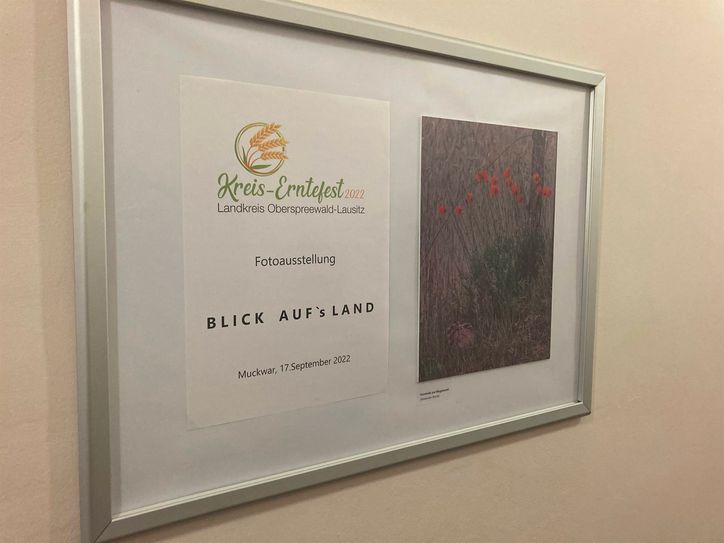 Kreis-Erntefest 2022
Landkreis Oberspreewald-Lausitz
Fotoausstellung
BLICK AUF`s LAND
Muckwar, 17.September 2022